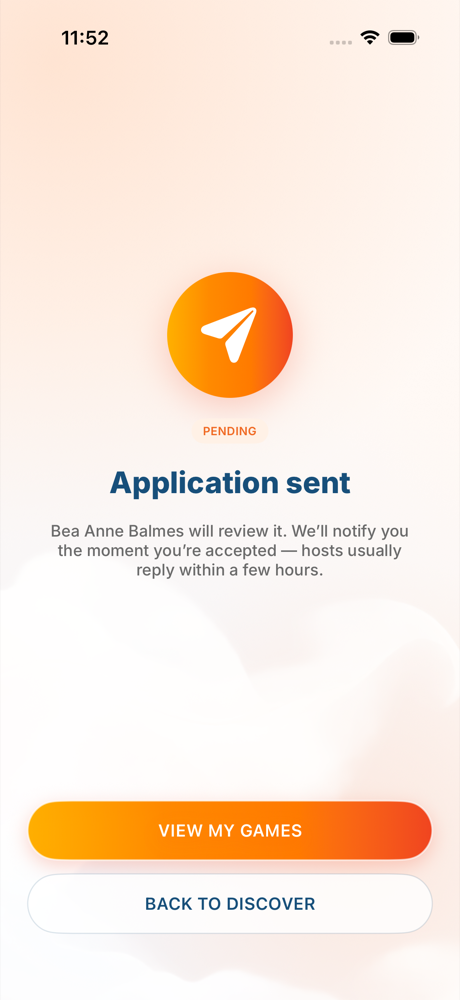 11:52
PENDING
Application sent
Bea Anne Balmes will review it. We’ll notify you
the moment you’re accepted — hosts usually
reply within a few hours.
VIEW MY GAMES
BACK TO DISCOVER